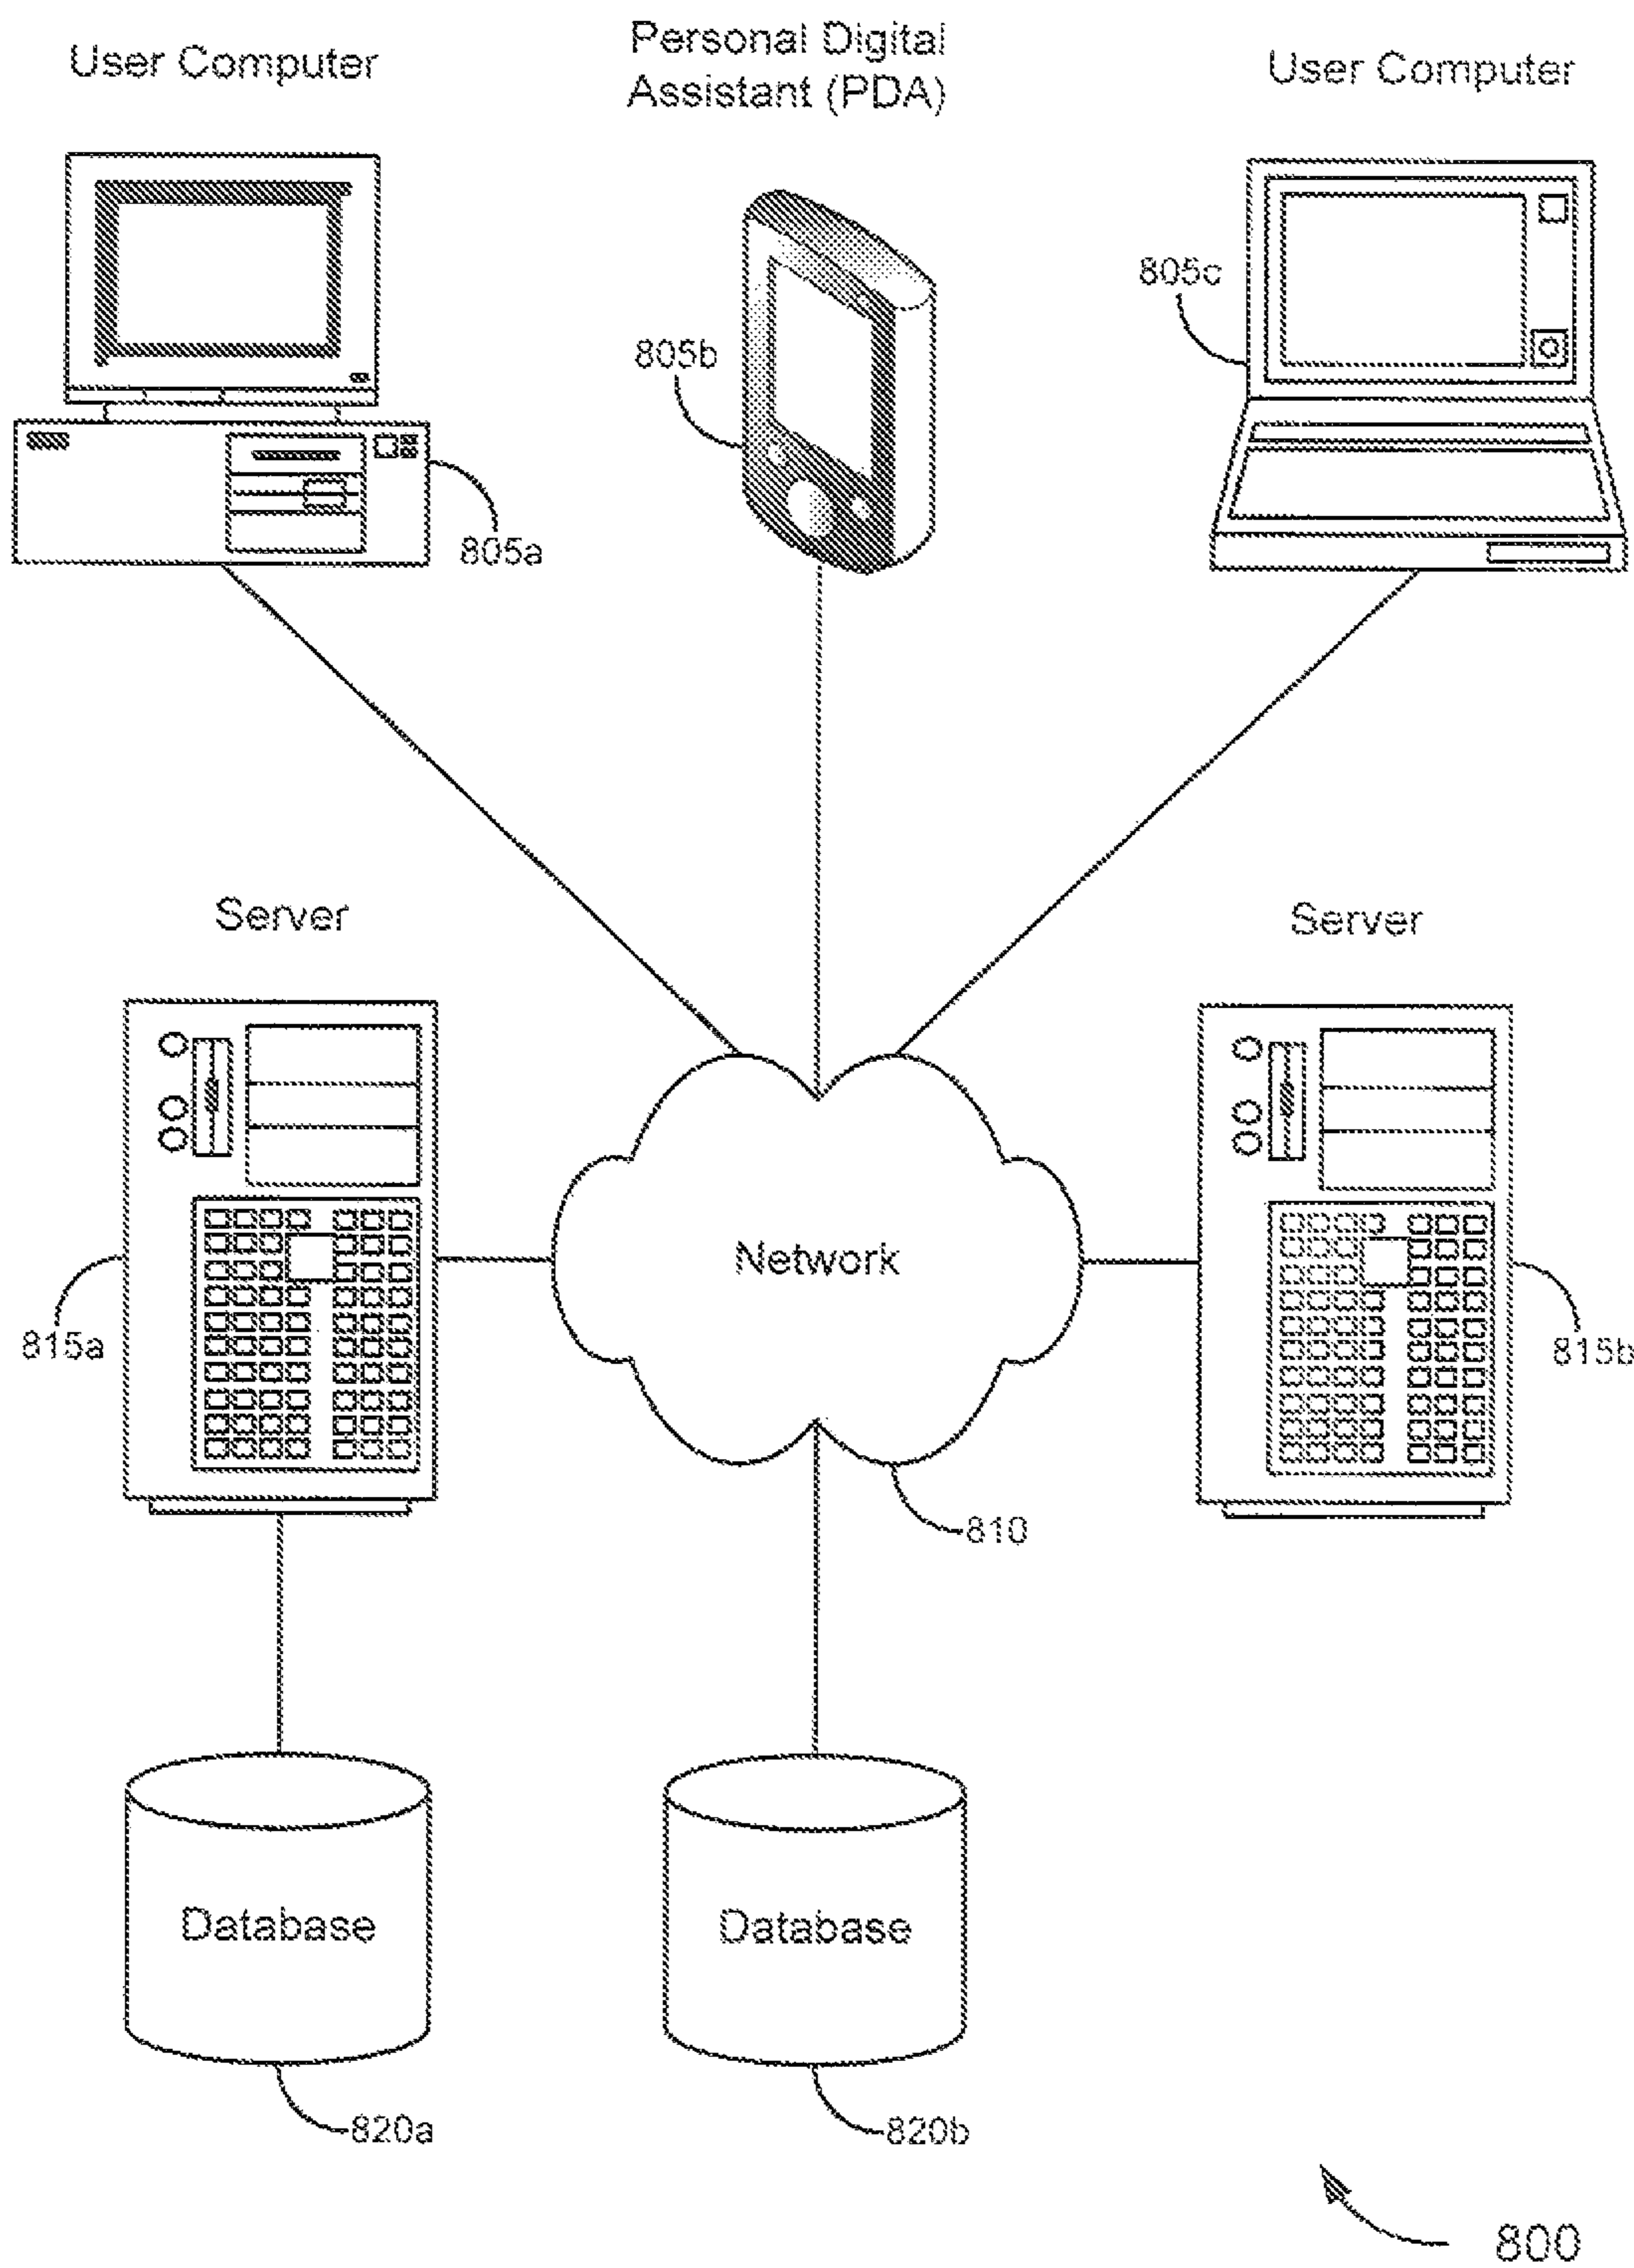 User Computer
Personal Digital
Assistant (PDA)
User Computer
805a
805b
805c
Server
Server
Network
815a
815b
810
Database
Database
820a
820b
800